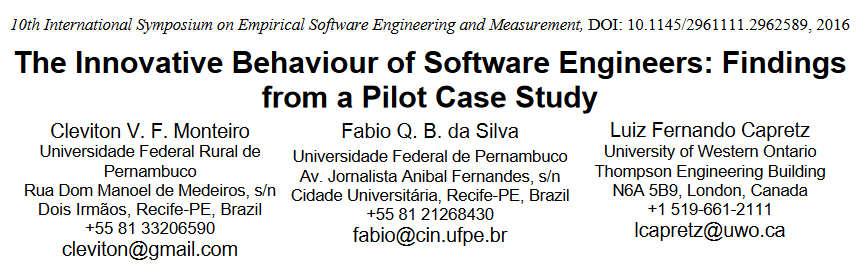 10th International Symposium on Empirical Software Engineering and Measurement, DOI: 10.1145/2961111.2962589, 2016
The Innovative Behaviour of Software Engineers: Findings
from a Pilot Case Study
Cleviton V. F. Monteiro
Universidade Federal Rural de
Pernambuco
Rua Dom Manoel de Medeiros, s/n
Dois Irmãos, Recife-PE, Brazil
+55 81 33206590
cleviton@gmail.com
Fabio Q. B. da Silva
Universidade Federal de Pernambuco
Av. Jornalista Anibal Fernandes, s/n
Cidade Universitária, Recife-PE, Brazil
+55 81 21268430
fabio@cin.ufpe.br
Luiz Fernando Capretz
University of Western Ontario
Thompson Engineering Building
N6A 5B9, London, Canada
+1 519-661-2111
lcapretz@uwo.ca